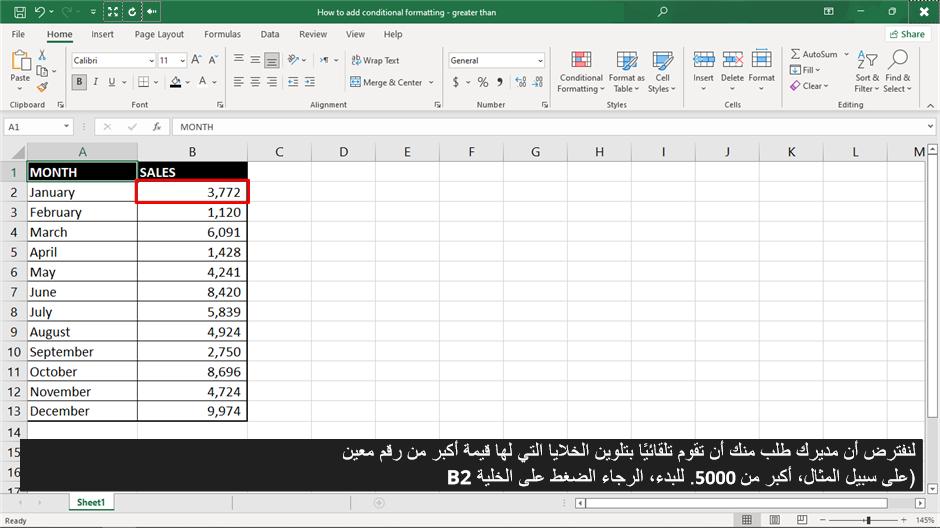 How to add conditional formatting - greater than
File Home Insert Page Layout Formulas Data Review View Help Share
Calibri 11 A^ A˅ Wrap Text General Conditional Format as Cell Insert Delete Format AutoSum Sort & Find &
Paste B I U A Merge & Center $ % , Formatting Table Styles Fill Filter Select
Clear
Clipboard Font Alignment Number Styles Cells Editing
A1 fx MONTH
A B C D E F G H I J K L M
1 MONTH SALES
2 January 3,772
3 February 1,120
4 March 6,091
5 April 1,428
6 May 4,241
7 June 8,420
8 July 5,839
9 August 4,924
10 September 2,750
11 October 8,696
12 November 4,724
13 December 9,974
14
15 لنفترض أن مديرك طلب منك أن تقوم تلقائيًا بتلوين الخلايا التي لها قيمة أكبر من رقم معين
16 (على سبيل المثال، أكبر من 5000. للبدء، الرجاء الضغط على الخلية B2
17
Sheet1
Ready 145%